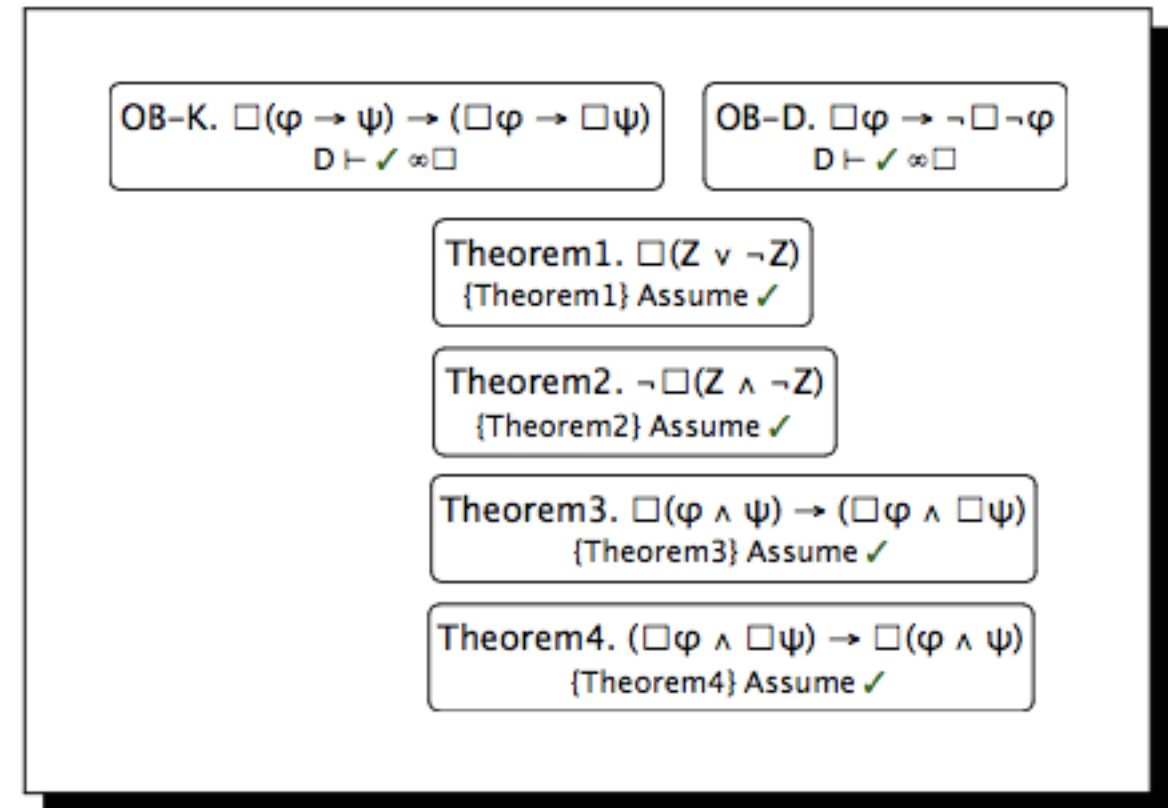 OB–K. □(φ → ψ) → (□φ → □ψ)
D ⊢ ✓ ∞□
OB–D. □φ → ¬□¬φ
D ⊢ ✓ ∞□
Theorem1. □(Z ∨ ¬Z)
{Theorem1} Assume ✓
Theorem2. ¬□(Z ∧ ¬Z)
{Theorem2} Assume ✓
Theorem3. □(φ ∧ ψ) → (□φ ∧ □ψ)
{Theorem3} Assume ✓
Theorem4. (□φ ∧ □ψ) → □(φ ∧ ψ)
{Theorem4} Assume ✓